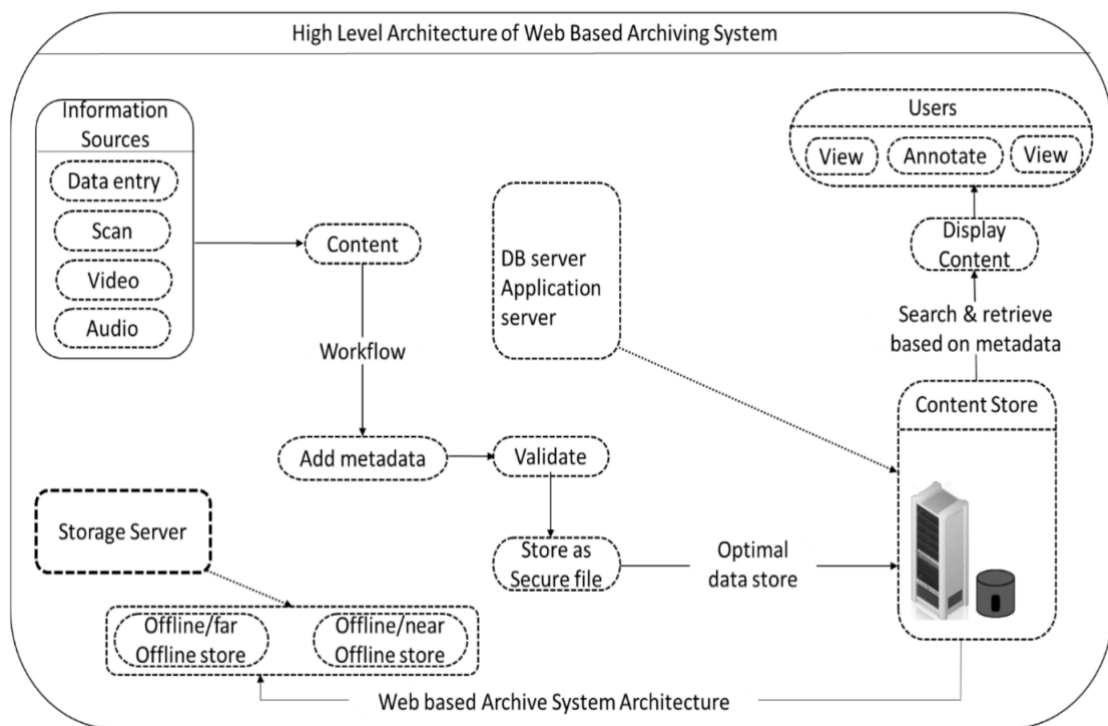 High Level Architecture of Web Based Archiving System
Information
Sources
Data entry
Scan
Video
Audio
Content
Workflow
Add metadata
Validate
Store as
Secure file
Optimal
data store
DB server
Application
server
Users
View
Annotate
View
Display
Content
Search & retrieve
based on metadata
Content Store
Storage Server
Offline/far
Offline store
Offline/near
Offline store
Web based Archive System Architecture